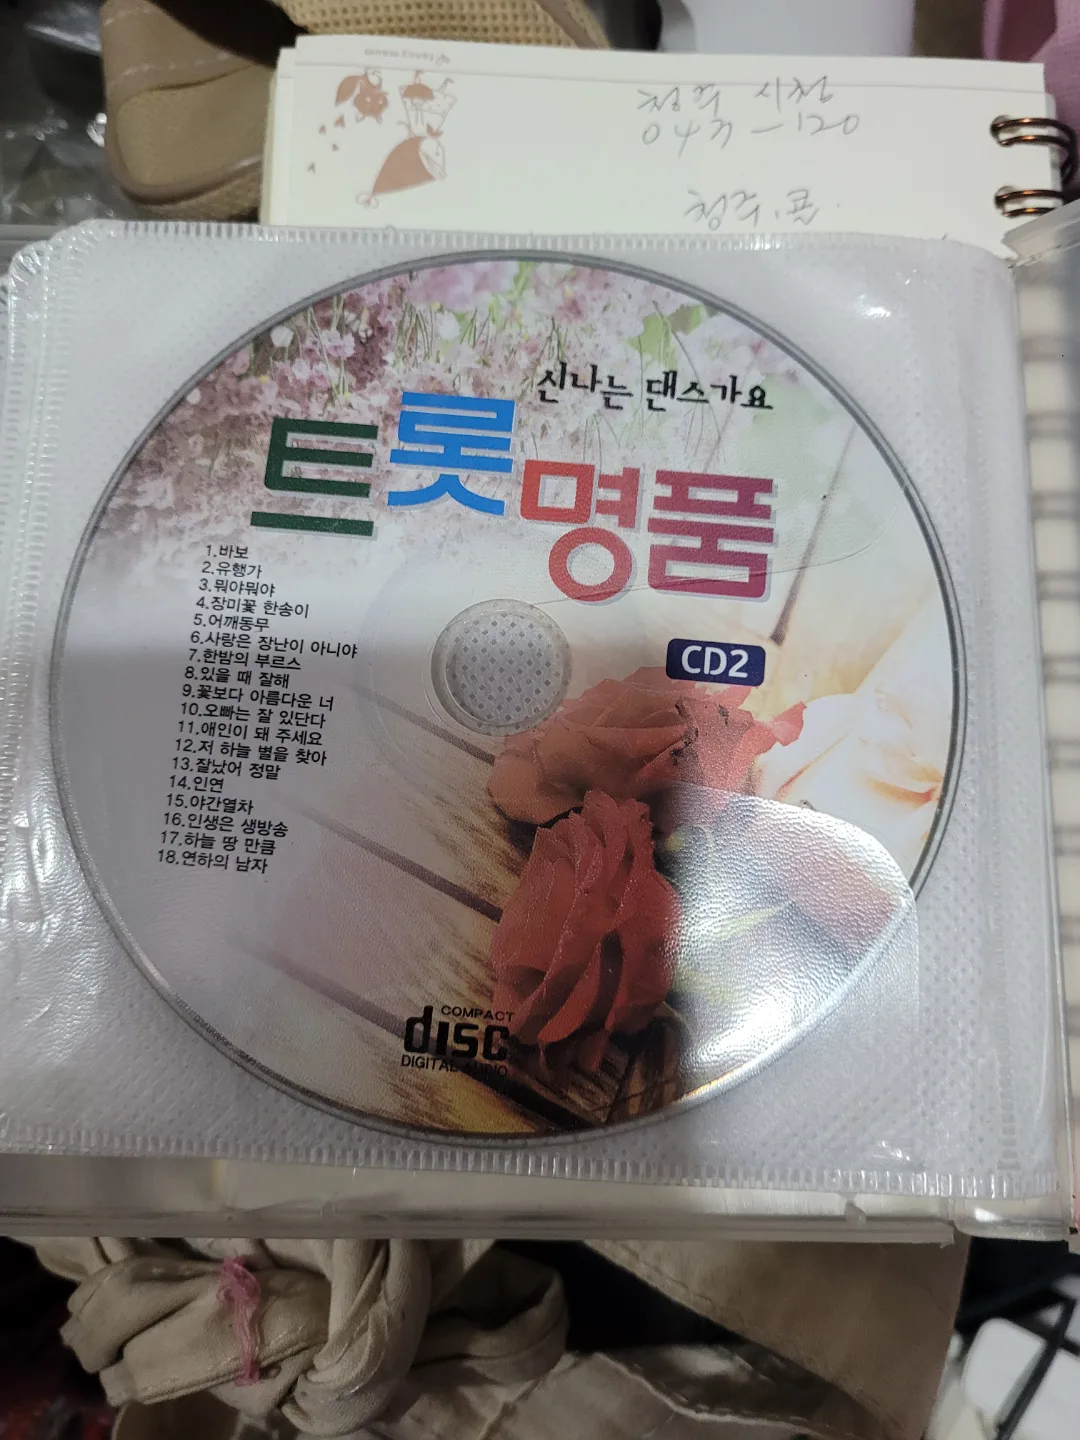 청주 시청
043-120
청주.콜.
신나는 댄스가요
트롯명품
1.바보
2.유행가
3.뭐야뭐야
4.장미꽃 한송이
5.어깨동무
6.사랑은 장난이 아니야
7.한밤의 부르스
8.있을 때 잘해
9.꽃보다 아름다운 너
10.오빠는 잘 있단다
11.애인이 돼 주세요
12.저 하늘 별을 찾아
13.잘났어 정말
14.인연
15.야간열차
16.인생은 생방송
17.하늘 땅 만큼
18.연하의 남자
CD2
COMPACT
disc
DIGITAL AUDIO